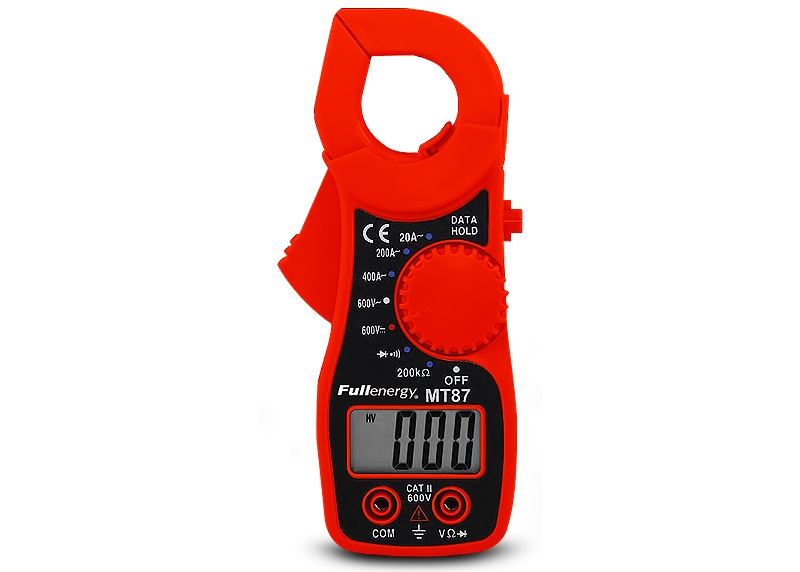 CE
DATA
HOLD
20A~
200A~
400A~
600V~
600V⎓
200kΩ
OFF
Fullenergy®
MT87
HV
000
CAT II
600V
COM
VΩ